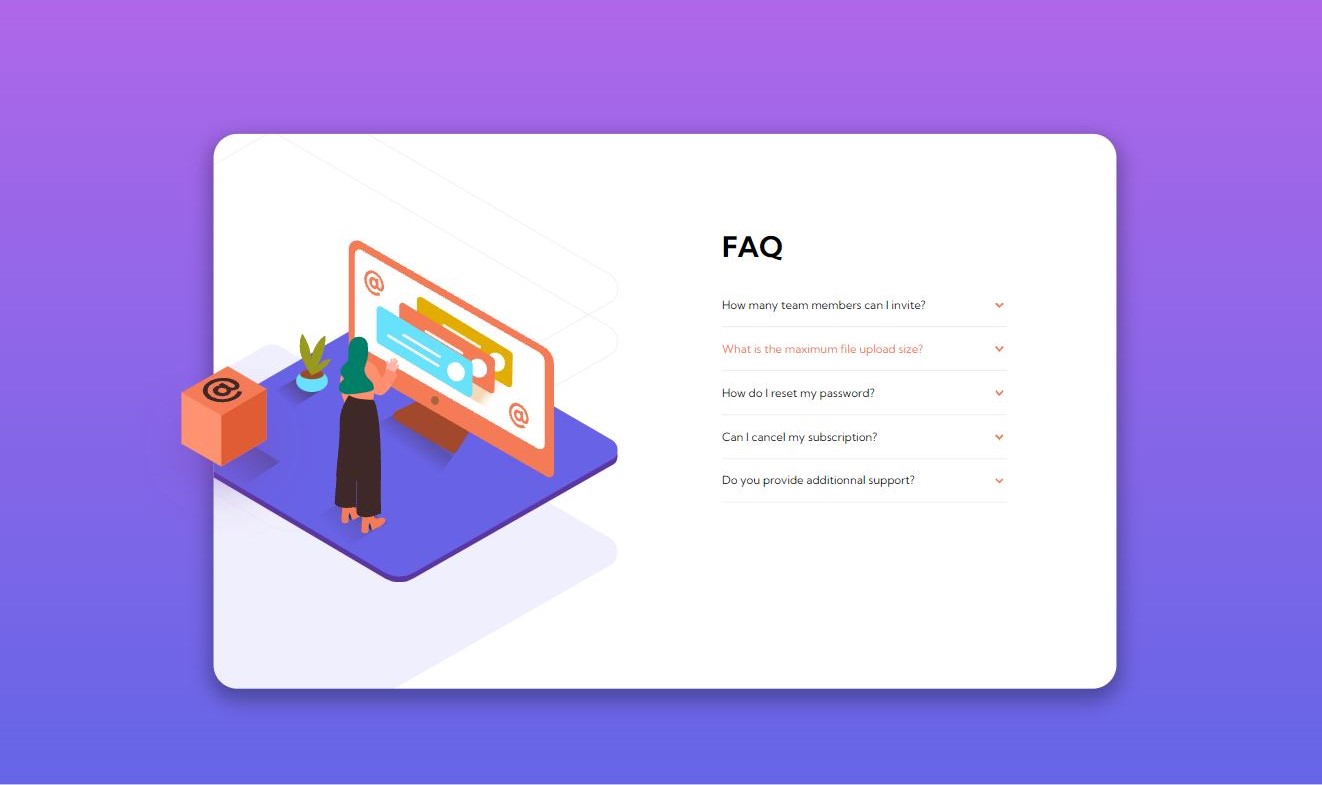 FAQ
How many team members can I invite?
What is the maximum file upload size?
How do I reset my password?
Can I cancel my subscription?
Do you provide additionnal support?
@
@
@